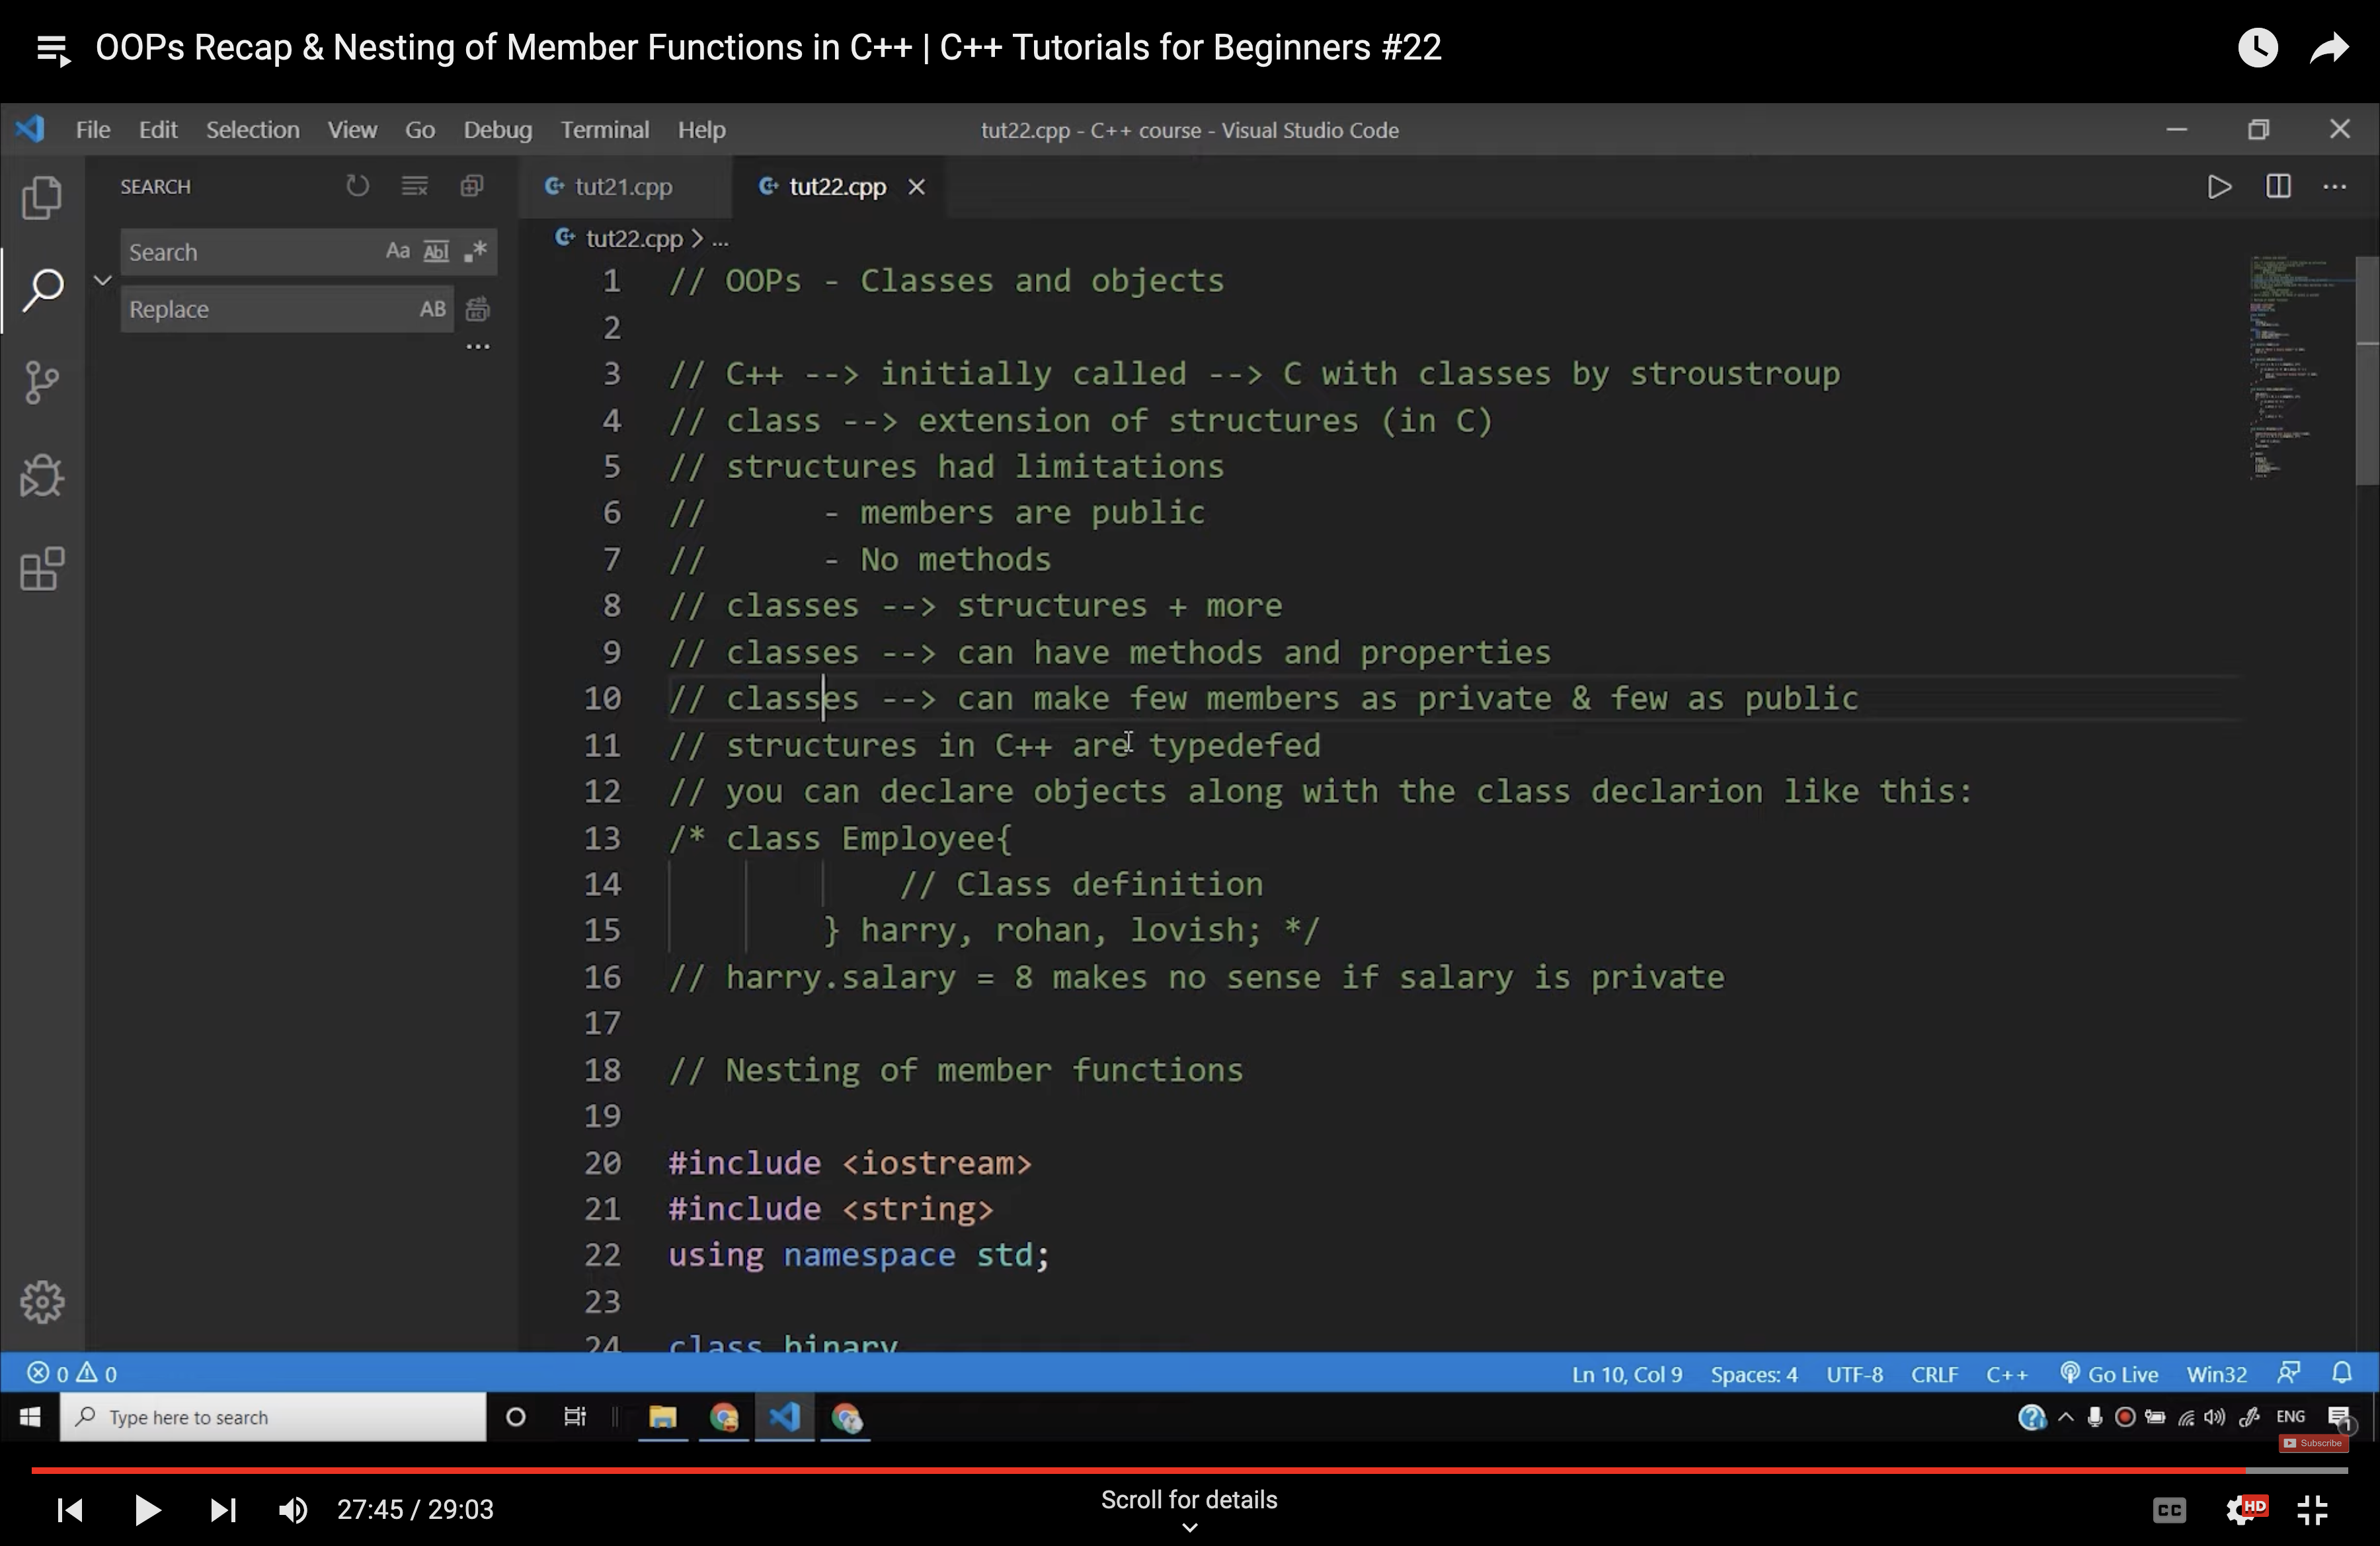 OOPs Recap & Nesting of Member Functions in C++ | C++ Tutorials for Beginners #22
File Edit Selection View Go Debug Terminal Help
tut22.cpp - C++ course - Visual Studio Code
SEARCH
tut21.cpp
tut22.cpp
tut22.cpp > ...
Search
Aa Abl .*
Replace
AB
...
1 // OOPs - Classes and objects
2
3 // C++ --> initially called --> C with classes by stroustroup
4 // class --> extension of structures (in C)
5 // structures had limitations
6 //      - members are public
7 //      - No methods
8 // classes --> structures + more
9 // classes --> can have methods and properties
10 // classes --> can make few members as private & few as public
11 // structures in C++ are typedefed
12 // you can declare objects along with the class declarion like this:
13 /* class Employee{
14             // Class definition
15         } harry, rohan, lovish; */
16 // harry.salary = 8 makes no sense if salary is private
17
18 // Nesting of member functions
19
20 #include <iostream>
21 #include <string>
22 using namespace std;
23
24 class binary
0 0
Ln 10, Col 9 Spaces: 4 UTF-8 CRLF C++ Go Live Win32
Type here to search
ENG
1
Subscribe
27:45 / 29:03
Scroll for details
CC
HD